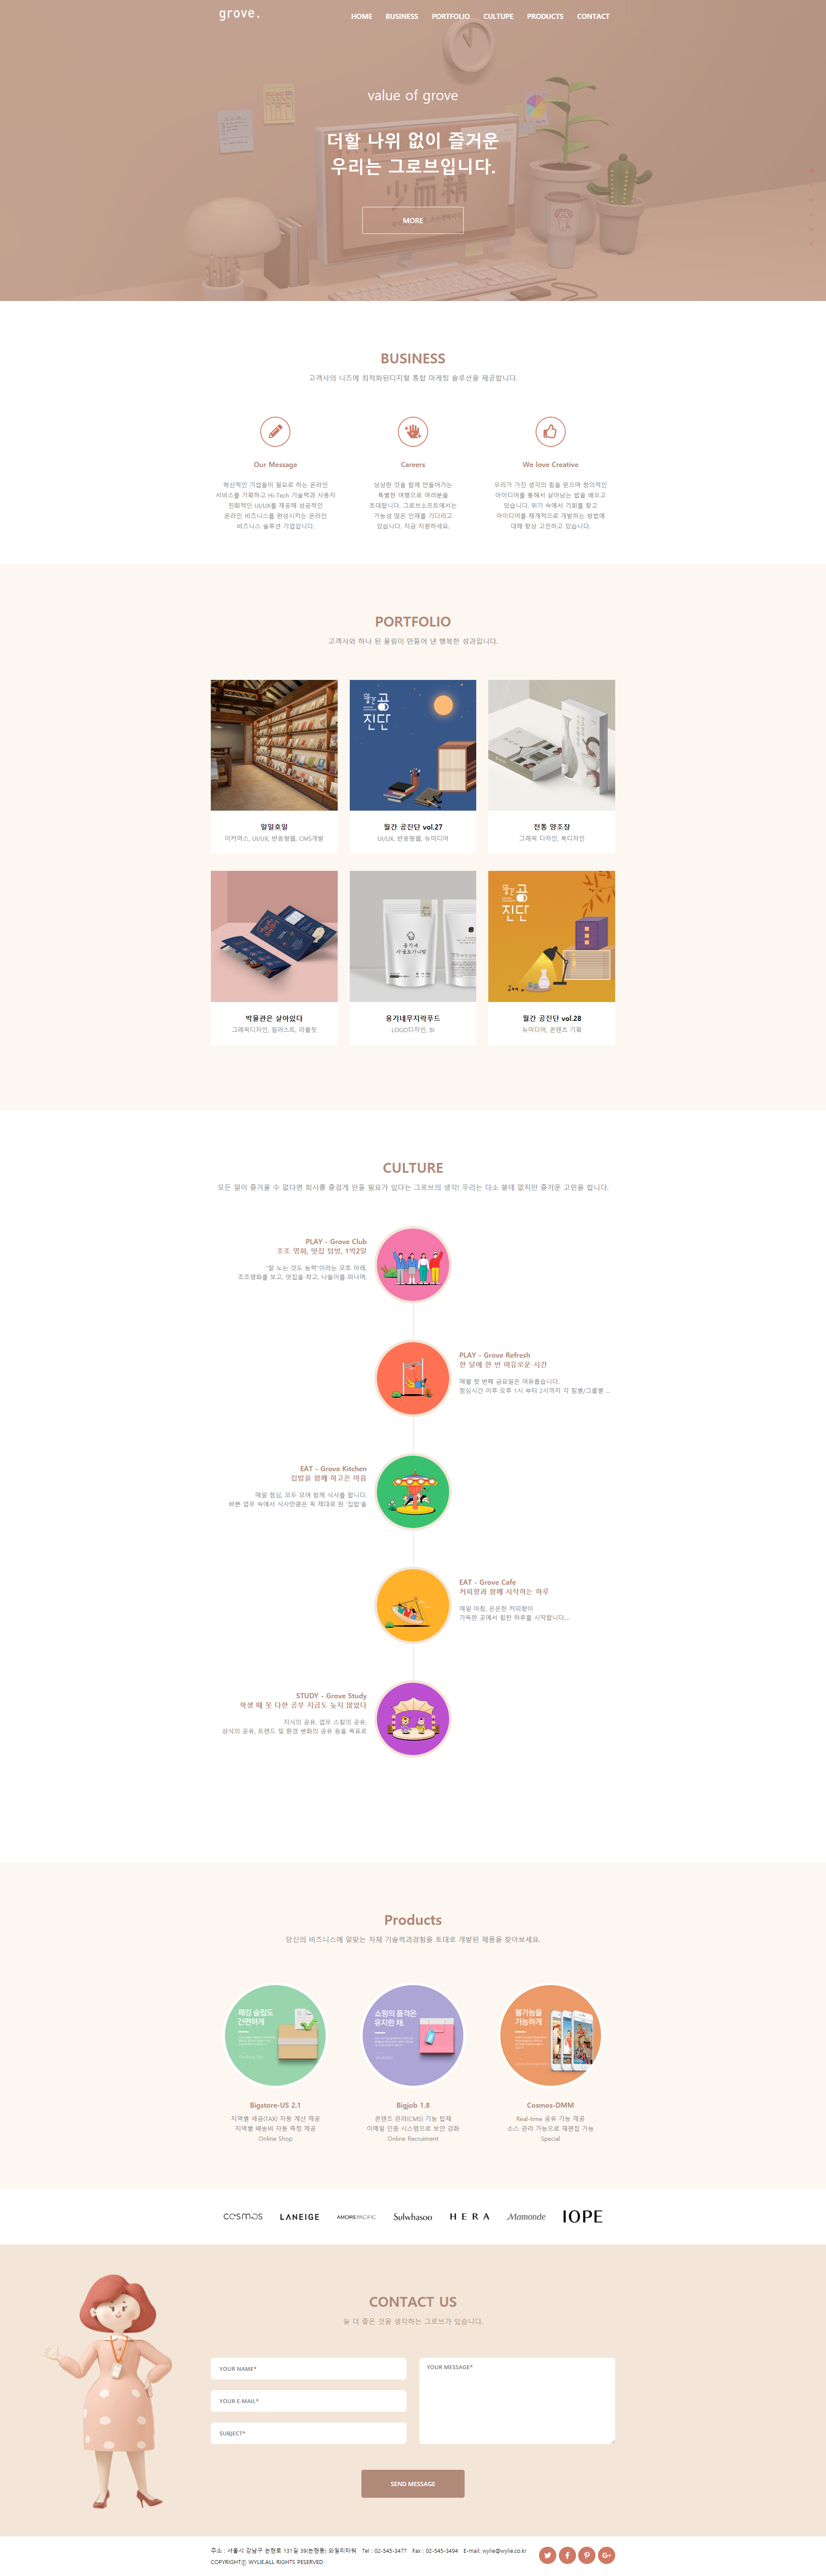 grove.
HOME BUSINESS PORTFOLIO CULTUPE PRODUCTS CONTACT
value of grove
더할 나위 없이 즐거운
우리는 그로브입니다.
MORE
BUSINESS
고객사의 니즈에 최적화된디지털 통합 마케팅 솔루션을 제공합니다.
Our Message
혁신적인 기업들이 필요로 하는 온라인
서비스를 기획하고 Hi-Tech 기술력과 사용자
친화적인 UI/UX를 제공해 성공적인
온라인 비즈니스를 완성시키는 온라인
비즈니스 솔루션 기업입니다.
Careers
상상한 것을 함께 만들어가는
특별한 여행으로 여러분을
초대합니다. 그로브소프트에서는
가능성 많은 인재를 기다리고
있습니다. 지금 지원하세요.
We love Creative
우리가 가진 생각의 힘을 믿으며 창의적인
아이디어를 통해서 살아남는 법을 배우고
있습니다. 위기 속에서 기회를 찾고
아이디어를 체계적으로 개발하는 방법에
대해 항상 고민하고 있습니다.
PORTFOLIO
고객사와 하나 된 울림이 만들어 낸 행복한 성과입니다.
월간
공
진단
일일호일
이커머스, UI/UX, 반응형웹, CMS개발
월간 공진단 vol.27
UI/UX, 반응형웹, 뉴미디어
전통 양조장
그래픽 디자인, 북디자인
월간
공
진단
박물관은 살아있다
그래픽디자인, 일러스트, 리플릿
옹기네무지락푸드
LOGO디자인, BI
월간 공진단 vol.28
뉴미디어, 콘텐츠 기획
CULTURE
모든 일이 즐거울 수 없다면 회사를 즐겁게 만들 필요가 있다는 그로브의 생각! 우리는 다소 쓸데 없지만 즐거운 고민을 합니다.
PLAY - Grove Club
조조 영화, 맛집 탐방, 1박2일
"잘 노는 것도 능력"이라는 모토 아래,
조조영화를 보고, 맛집을 찾고, 나들이를 떠나며,
PLAY - Grove Refresh
한 달에 한 번 여유로운 시간
매월 첫 번째 금요일은 여유롭습니다.
점심시간 이후 오후 1시 부터 2시까지 각 팀별/그룹별 ...
EAT - Grove Kitchen
집밥을 함께 하고픈 마음
매일 점심, 모두 모여 함께 식사를 합니다.
바쁜 업무 속에서 식사만큼은 꼭 제대로 된 '집밥'을
EAT - Grove Cafe
커피향과 함께 시작하는 하루
매일 아침, 은은한 커피향이
가득한 곳에서 힘찬 하루를 시작합니다....
STUDY - Grove Study
학생 때 못 다한 공부 지금도 늦지 않았다
지식의 공유, 업무 스킬의 공유,
상식의 공유, 트렌드 및 환경 변화의 공유 등을 목표로
Products
당신의 비즈니스에 알맞는 자체 기술력과경험을 토대로 개발된 제품을 찾아보세요.
패킹 슬립도
간편하게
쇼핑의 품격은
유지한 채,
불가능을
가능하게
Bigstore-US 2.1
지역별 세금(TAX) 자동 계산 제공
지역별 배송비 자동 측정 제공
Online Shop
Bigjob 1.8
콘텐츠 관리(CMS) 기능 탑재
이메일 인증 시스템으로 보안 강화
Online Recruiment
Cosmos-DMM
Real-time 공유 기능 제공
소스 관리 기능으로 재편집 가능
Special
COSMOS LANEIGE AMOREPACIFIC Sulwhasoo HERA Mamonde IOPE
CONTACT US
늘 더 좋은 것을 생각하는 그로브가 있습니다.
YOUR NAME*
YOUR E-MAIL*
SUBJECT*
YOUR MESSAGE*
SEND MESSAGE
주소 : 서울시 강남구 논현로 131길 39(논현동) 와일리타워 Tel : 02-545-3477 Fax : 02-545-3494 E-mail: wylie@wylie.co.kr
COPYRIGHTⓒ WYLIE.ALL RIGHTS PESERVED.